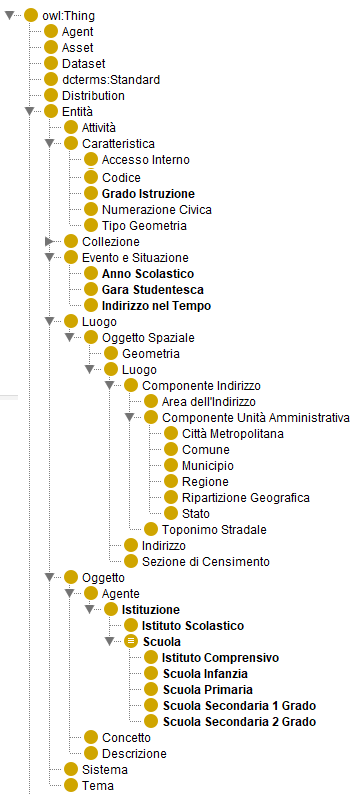 owl:Thing
Agent
Asset
Dataset
dcterms:Standard
Distribution
Entità
Attività
Caratteristica
Accesso Interno
Codice
Grado Istruzione
Numerazione Civica
Tipo Geometria
Collezione
Evento e Situazione
Anno Scolastico
Gara Studentesca
Indirizzo nel Tempo
Luogo
Oggetto Spaziale
Geometria
Luogo
Componente Indirizzo
Area dell'Indirizzo
Componente Unità Amministrativa
Città Metropolitana
Comune
Municipio
Regione
Ripartizione Geografica
Stato
Toponimo Stradale
Indirizzo
Sezione di Censimento
Oggetto
Agente
Istituzione
Istituto Scolastico
Scuola
Istituto Comprensivo
Scuola Infanzia
Scuola Primaria
Scuola Secondaria 1 Grado
Scuola Secondaria 2 Grado
Concetto
Descrizione
Sistema
Tema